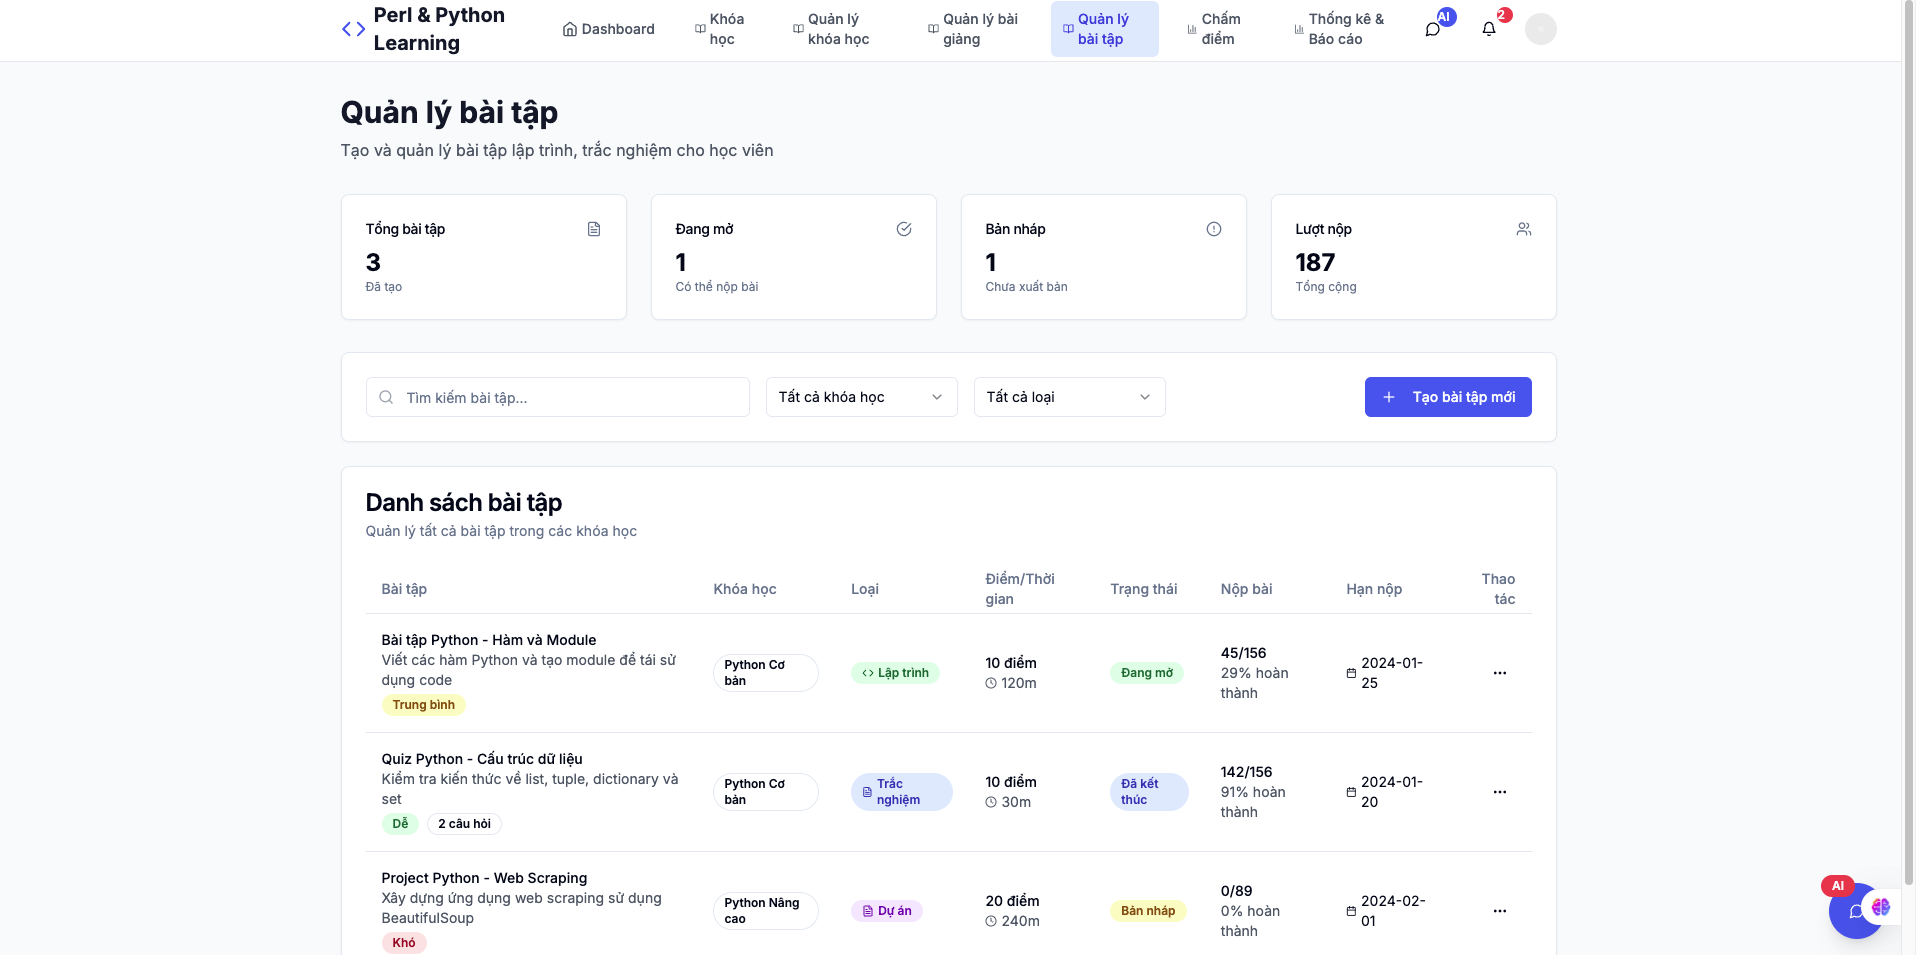 Perl & Python
Learning
Dashboard
Khóa
học
Quản lý
khóa học
Quản lý bài
giảng
Quản lý
bài tập
Chấm
điểm
Thống kê &
Báo cáo
AI
2
Quản lý bài tập
Tạo và quản lý bài tập lập trình, trắc nghiệm cho học viên
Tổng bài tập
3
Đã tạo
Đang mở
1
Có thể nộp bài
Bản nháp
1
Chưa xuất bản
Lượt nộp
187
Tổng cộng
Tìm kiếm bài tập...
Tất cả khóa học
Tất cả loại
Tạo bài tập mới
Danh sách bài tập
Quản lý tất cả bài tập trong các khóa học
Bài tập
Khóa học
Loại
Điểm/Thời
gian
Trạng thái
Nộp bài
Hạn nộp
Thao
tác
Bài tập Python - Hàm và Module
Viết các hàm Python và tạo module để tái sử
dụng code
Trung bình
Python Cơ
bản
Lập trình
10 điểm
120m
Đang mở
45/156
29% hoàn
thành
2024-01-
25
Quiz Python - Cấu trúc dữ liệu
Kiểm tra kiến thức về list, tuple, dictionary và
set
Dễ
2 câu hỏi
Python Cơ
bản
Trắc
nghiệm
10 điểm
30m
Đã kết
thúc
142/156
91% hoàn
thành
2024-01-
20
Project Python - Web Scraping
Xây dựng ứng dụng web scraping sử dụng
BeautifulSoup
Khó
Python Nâng
cao
Dự án
20 điểm
240m
Bản nháp
0/89
0% hoàn
thành
2024-02-
01
AI